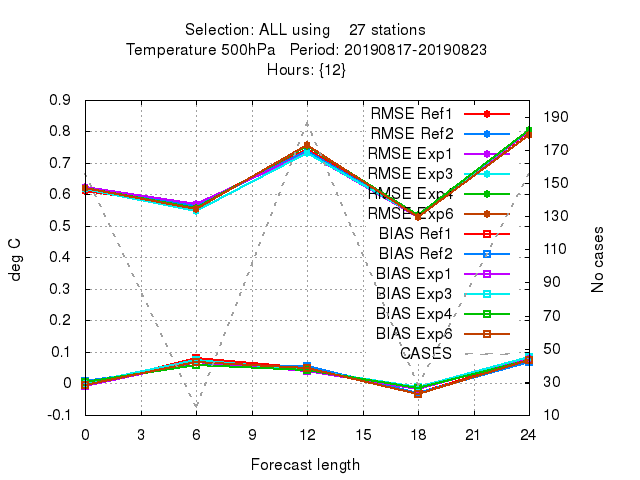 Selection: ALL using 27 stations
Temperature 500hPa Period: 20190817-20190823
Hours: {12}
0.9
0.8
0.7
0.6
0.5
0.4
0.3
0.2
0.1
0
-0.1
deg C
RMSE Ref1
RMSE Ref2
RMSE Exp1
RMSE Exp3
RMSE Exp4
RMSE Exp6
BIAS Ref1
BIAS Ref2
BIAS Exp1
BIAS Exp3
BIAS Exp4
BIAS Exp6
CASES
190
170
150
130
110
90
70
50
30
10
No cases
0 3 6 9 12 15 18 21 24
Forecast length